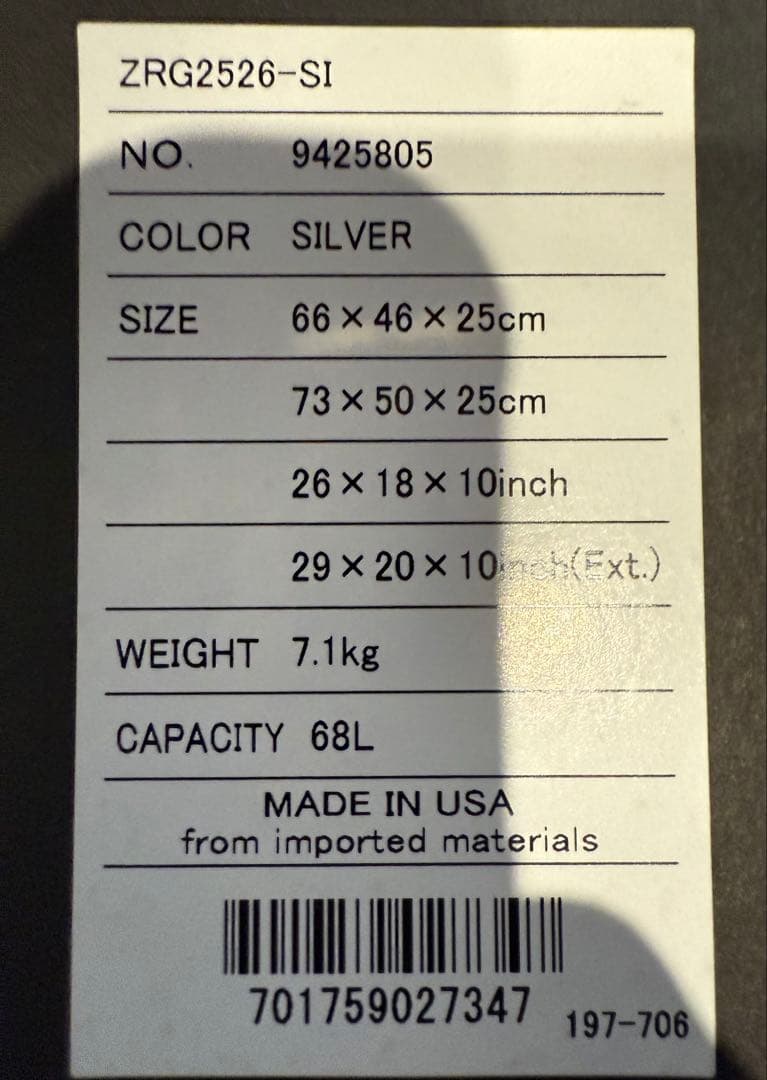 ZRG2526-SI
NO. 9425805
COLOR SILVER
SIZE 66×46×25cm
73×50×25cm
26×18×10inch
29×20×10inch(Ext.)
WEIGHT 7.1kg
CAPACITY 68L
MADE IN USA
from imported materials
701759027347
197-706